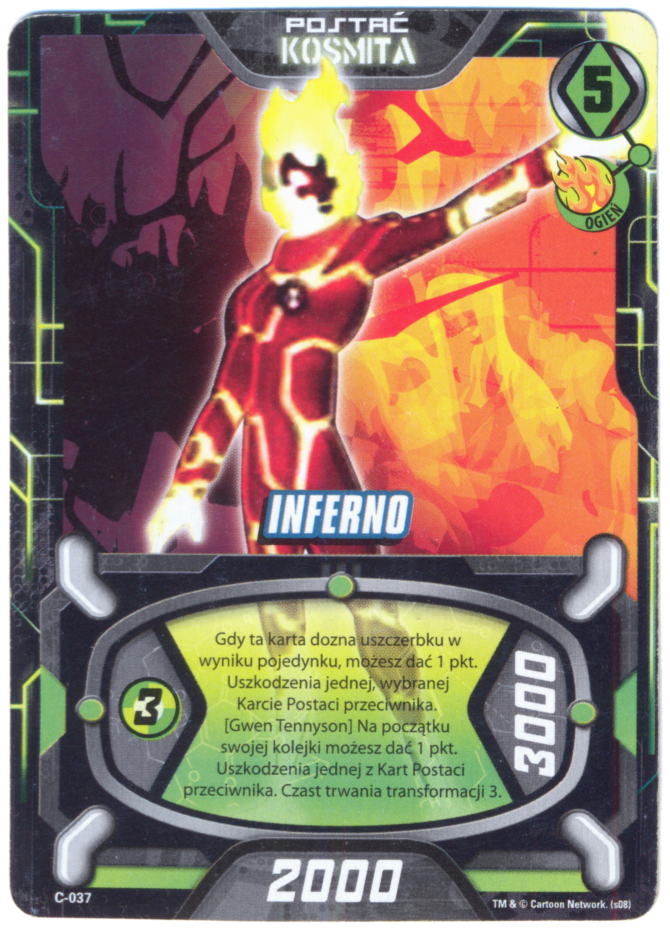 POSTAĆ
KOSMITA
5
OGIEŃ
INFERNO
Gdy ta karta dozna uszczerbku w
wyniku pojedynku, możesz dać 1 pkt.
Uszkodzenia jednej, wybranej
Karcie Postaci przeciwnika.
[Gwen Tennyson] Na początku
swojej kolejki możesz dać 1 pkt.
Uszkodzenia jednej z Kart Postaci
przeciwnika. Czast trwania transformacji 3.
3
3000
2000
C-037
TM & © Cartoon Network. (s08)